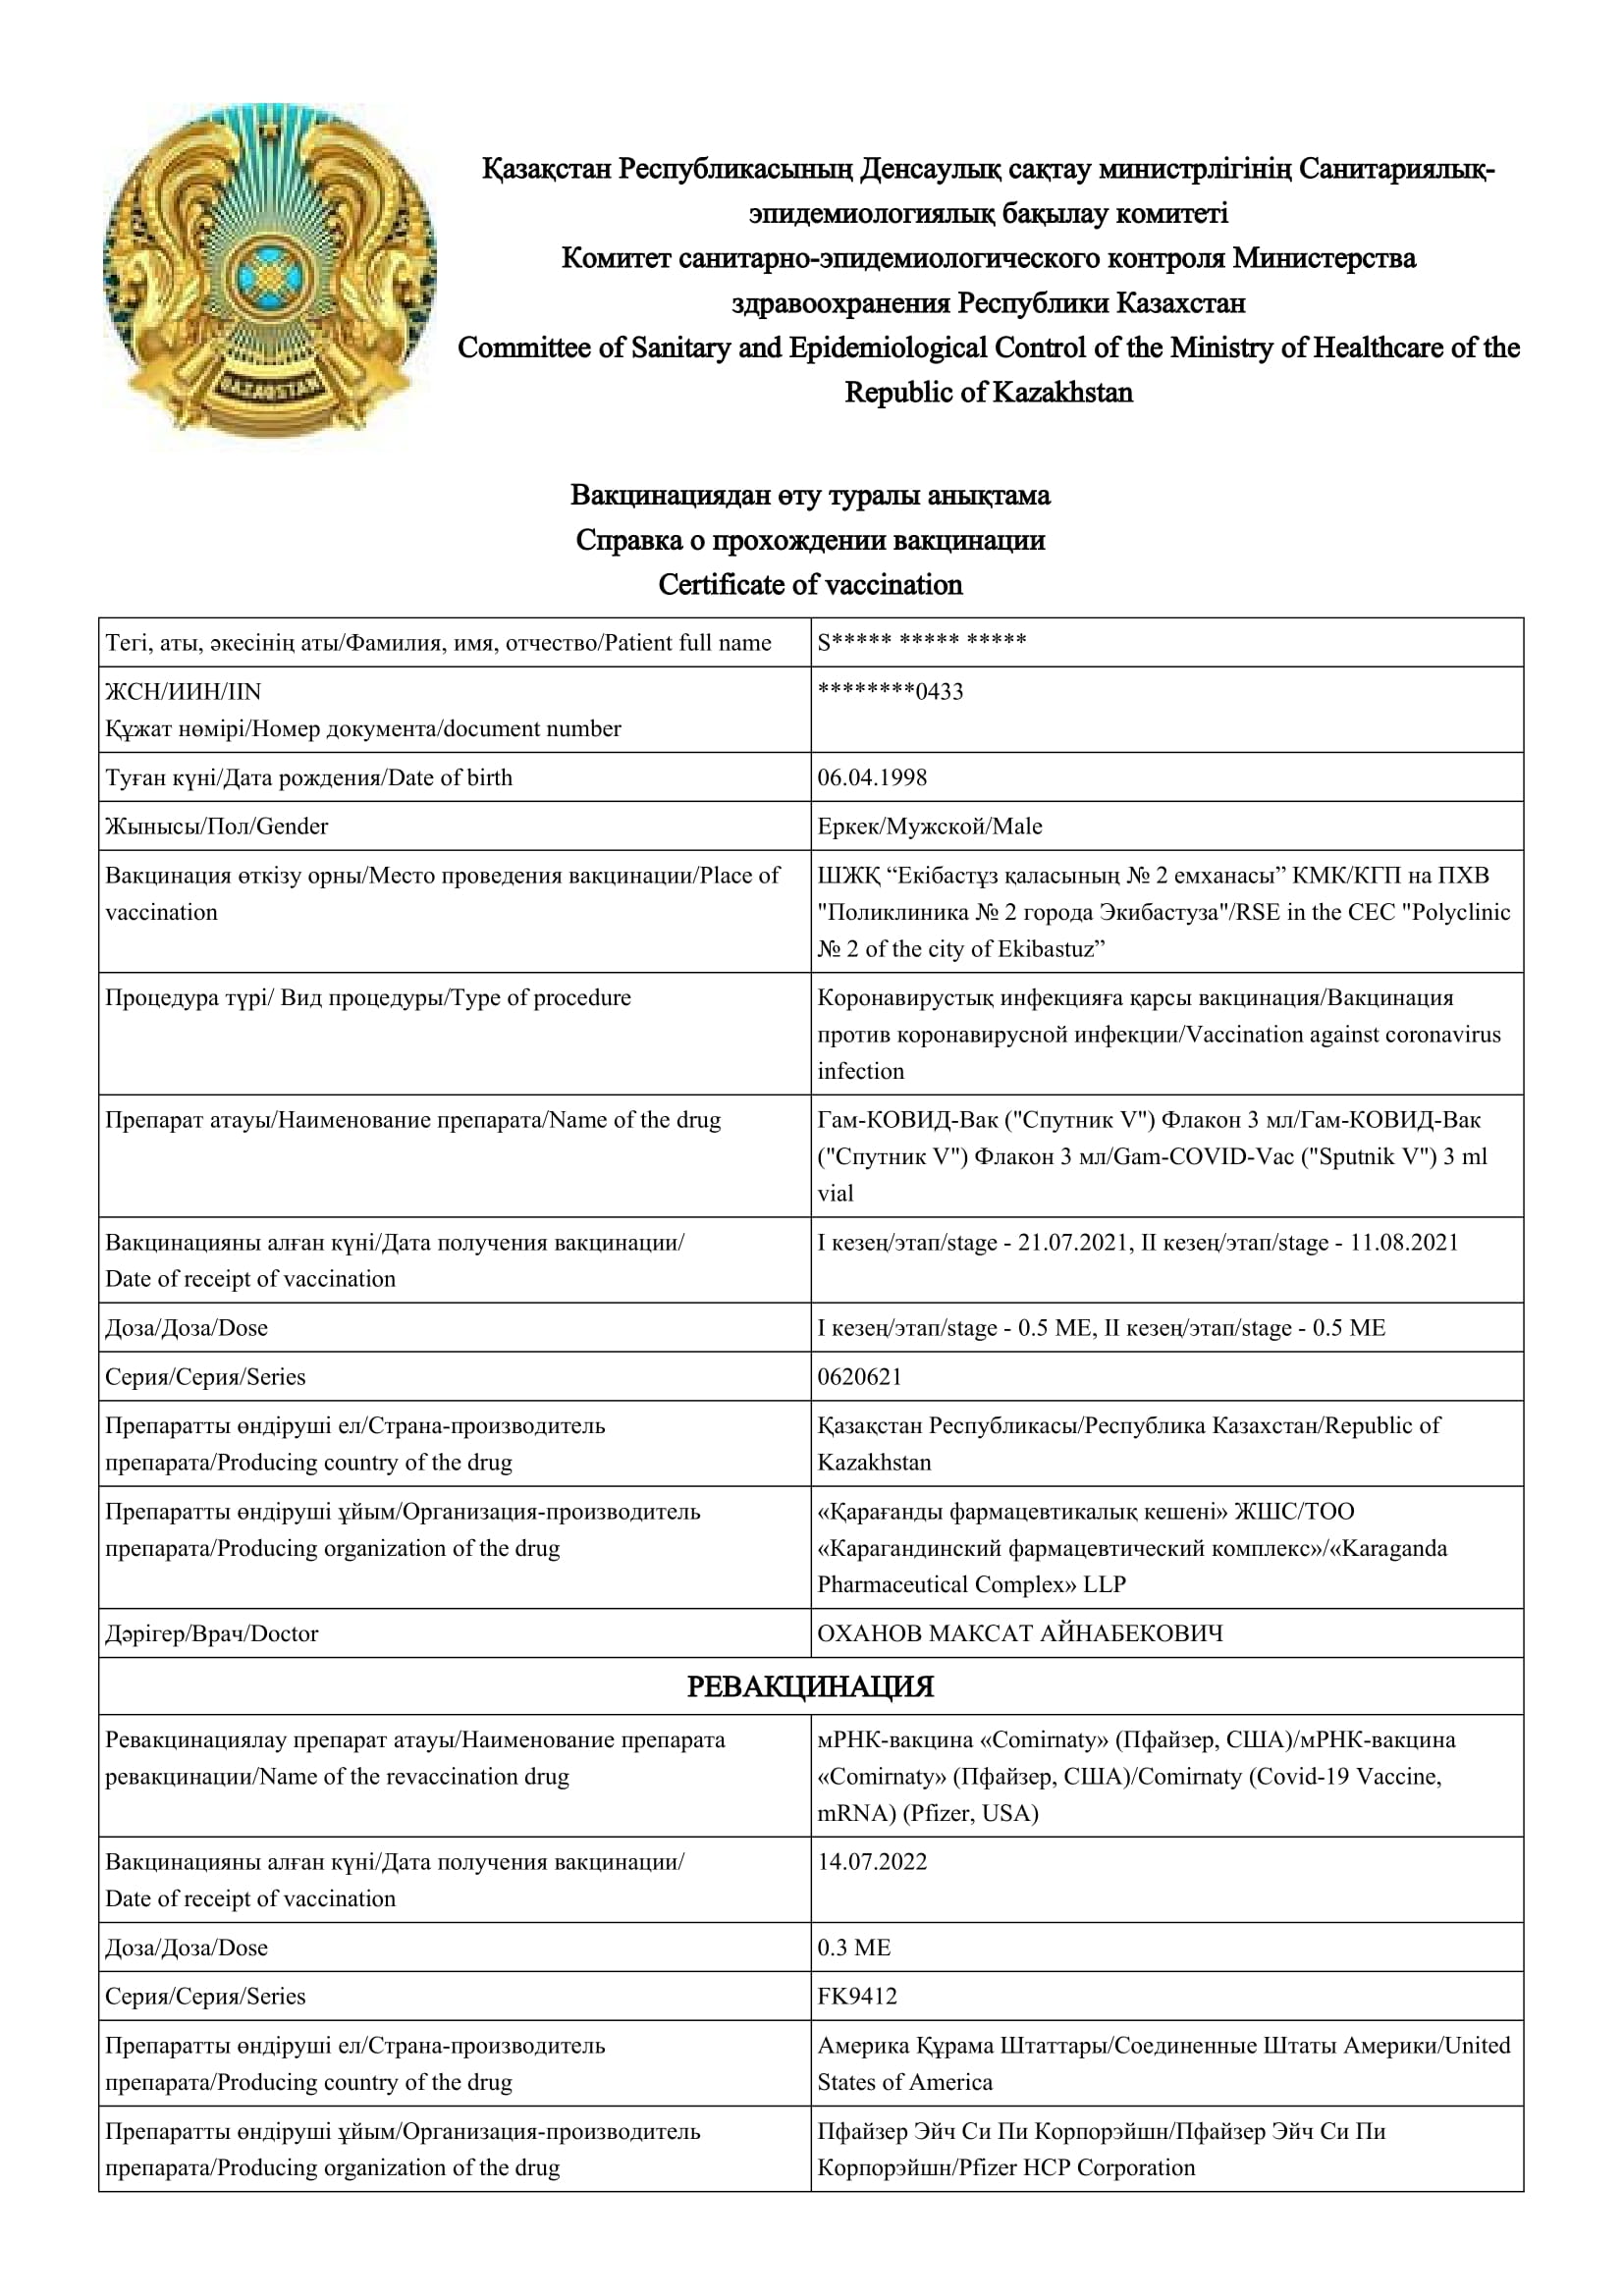 Қазақстан Республикасының Денсаулық сақтау министрлігінің Санитариялық-
эпидемиологиялық бақылау комитеті
Комитет санитарно-эпидемиологического контроля Министерства
здравоохранения Республики Казахстан
Committee of Sanitary and Epidemiological Control of the Ministry of Healthcare of the
Republic of Kazakhstan
QAZAQSTAN
Вакцинациядан өту туралы анықтама
Справка о прохождении вакцинации
Certificate of vaccination
Тегі, аты, әкесінің аты/Фамилия, имя, отчество/Patient full name
S***** ***** *****
ЖСН/ИИН/IIN
Құжат нөмірі/Номер документа/document number
********0433
Туған күні/Дата рождения/Date of birth
06.04.1998
Жынысы/Пол/Gender
Еркек/Мужской/Male
Вакцинация өткізу орны/Место проведения вакцинации/Place of
vaccination
ШЖҚ “Екібастұз қаласының № 2 емханасы” КМК/КГП на ПХВ
"Поликлиника № 2 города Экибастуза"/RSE in the CEC "Polyclinic
№ 2 of the city of Ekibastuz”
Процедура түрі/ Вид процедуры/Type of procedure
Коронавирустық инфекцияға қарсы вакцинация/Вакцинация
против коронавирусной инфекции/Vaccination against coronavirus
infection
Препарат атауы/Наименование препарата/Name of the drug
Гам-КОВИД-Вак ("Спутник V") Флакон 3 мл/Гам-КОВИД-Вак
("Спутник V") Флакон 3 мл/Gam-COVID-Vac ("Sputnik V") 3 ml
vial
Вакцинацияны алған күні/Дата получения вакцинации/
Date of receipt of vaccination
I кезең/этап/stage - 21.07.2021, II кезең/этап/stage - 11.08.2021
Доза/Доза/Dose
I кезең/этап/stage - 0.5 МЕ, II кезең/этап/stage - 0.5 МЕ
Серия/Серия/Series
0620621
Препаратты өндіруші ел/Страна-производитель
препарата/Producing country of the drug
Қазақстан Республикасы/Республика Казахстан/Republic of
Kazakhstan
Препаратты өндіруші ұйым/Организация-производитель
препарата/Producing organization of the drug
«Қарағанды фармацевтикалық кешені» ЖШС/ТОО
«Карагандинский фармацевтический комплекс»/«Karaganda
Pharmaceutical Complex» LLP
Дәрігер/Врач/Doctor
ОХАНОВ МАКСАТ АЙНАБЕКОВИЧ
РЕВАКЦИНАЦИЯ
Ревакцинациялау препарат атауы/Наименование препарата
ревакцинации/Name of the revaccination drug
мРНК-вакцина «Comirnaty» (Пфайзер, США)/мРНК-вакцина
«Comirnaty» (Пфайзер, США)/Comirnaty (Covid-19 Vaccine,
mRNA) (Pfizer, USA)
Вакцинацияны алған күні/Дата получения вакцинации/
Date of receipt of vaccination
14.07.2022
Доза/Доза/Dose
0.3 МЕ
Серия/Серия/Series
FK9412
Препаратты өндіруші ел/Страна-производитель
препарата/Producing country of the drug
Америка Құрама Штаттары/Соединенные Штаты Америки/United
States of America
Препаратты өндіруші ұйым/Организация-производитель
препарата/Producing organization of the drug
Пфайзер Эйч Си Пи Корпорэйшн/Пфайзер Эйч Си Пи
Корпорэйшн/Pfizer HCP Corporation